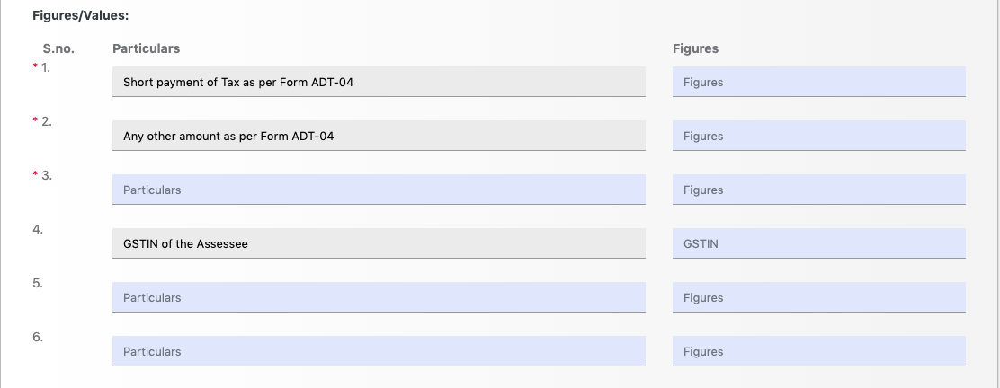 Figures/Values:
S.no. Particulars Figures
* 1. Short payment of Tax as per Form ADT-04 Figures
* 2. Any other amount as per Form ADT-04 Figures
* 3. Particulars Figures
4. GSTIN of the Assessee GSTIN
5. Particulars Figures
6. Particulars Figures